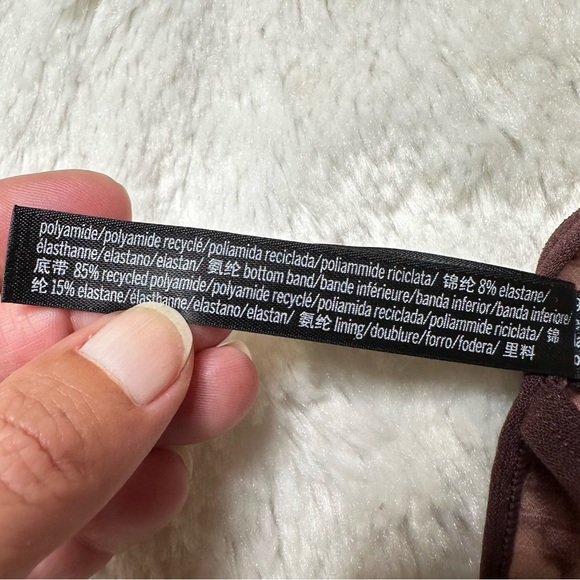 polyamide/polyamide recyclé/poliamida reciclada/poliammide riciclata/ 锦纶 8% elastane/
élasthanne/elastano/elastan/ 氨纶 bottom band/bande inférieure/banda inferior/banda inferiore/
底带 85% recycled polyamide/polyamide recyclé/poliamida reciclada/poliammide riciclata/ 锦
纶 15% elastane/élasthanne/elastano/elastan/ 氨纶 lining/doublure/forro/fodera/ 里料